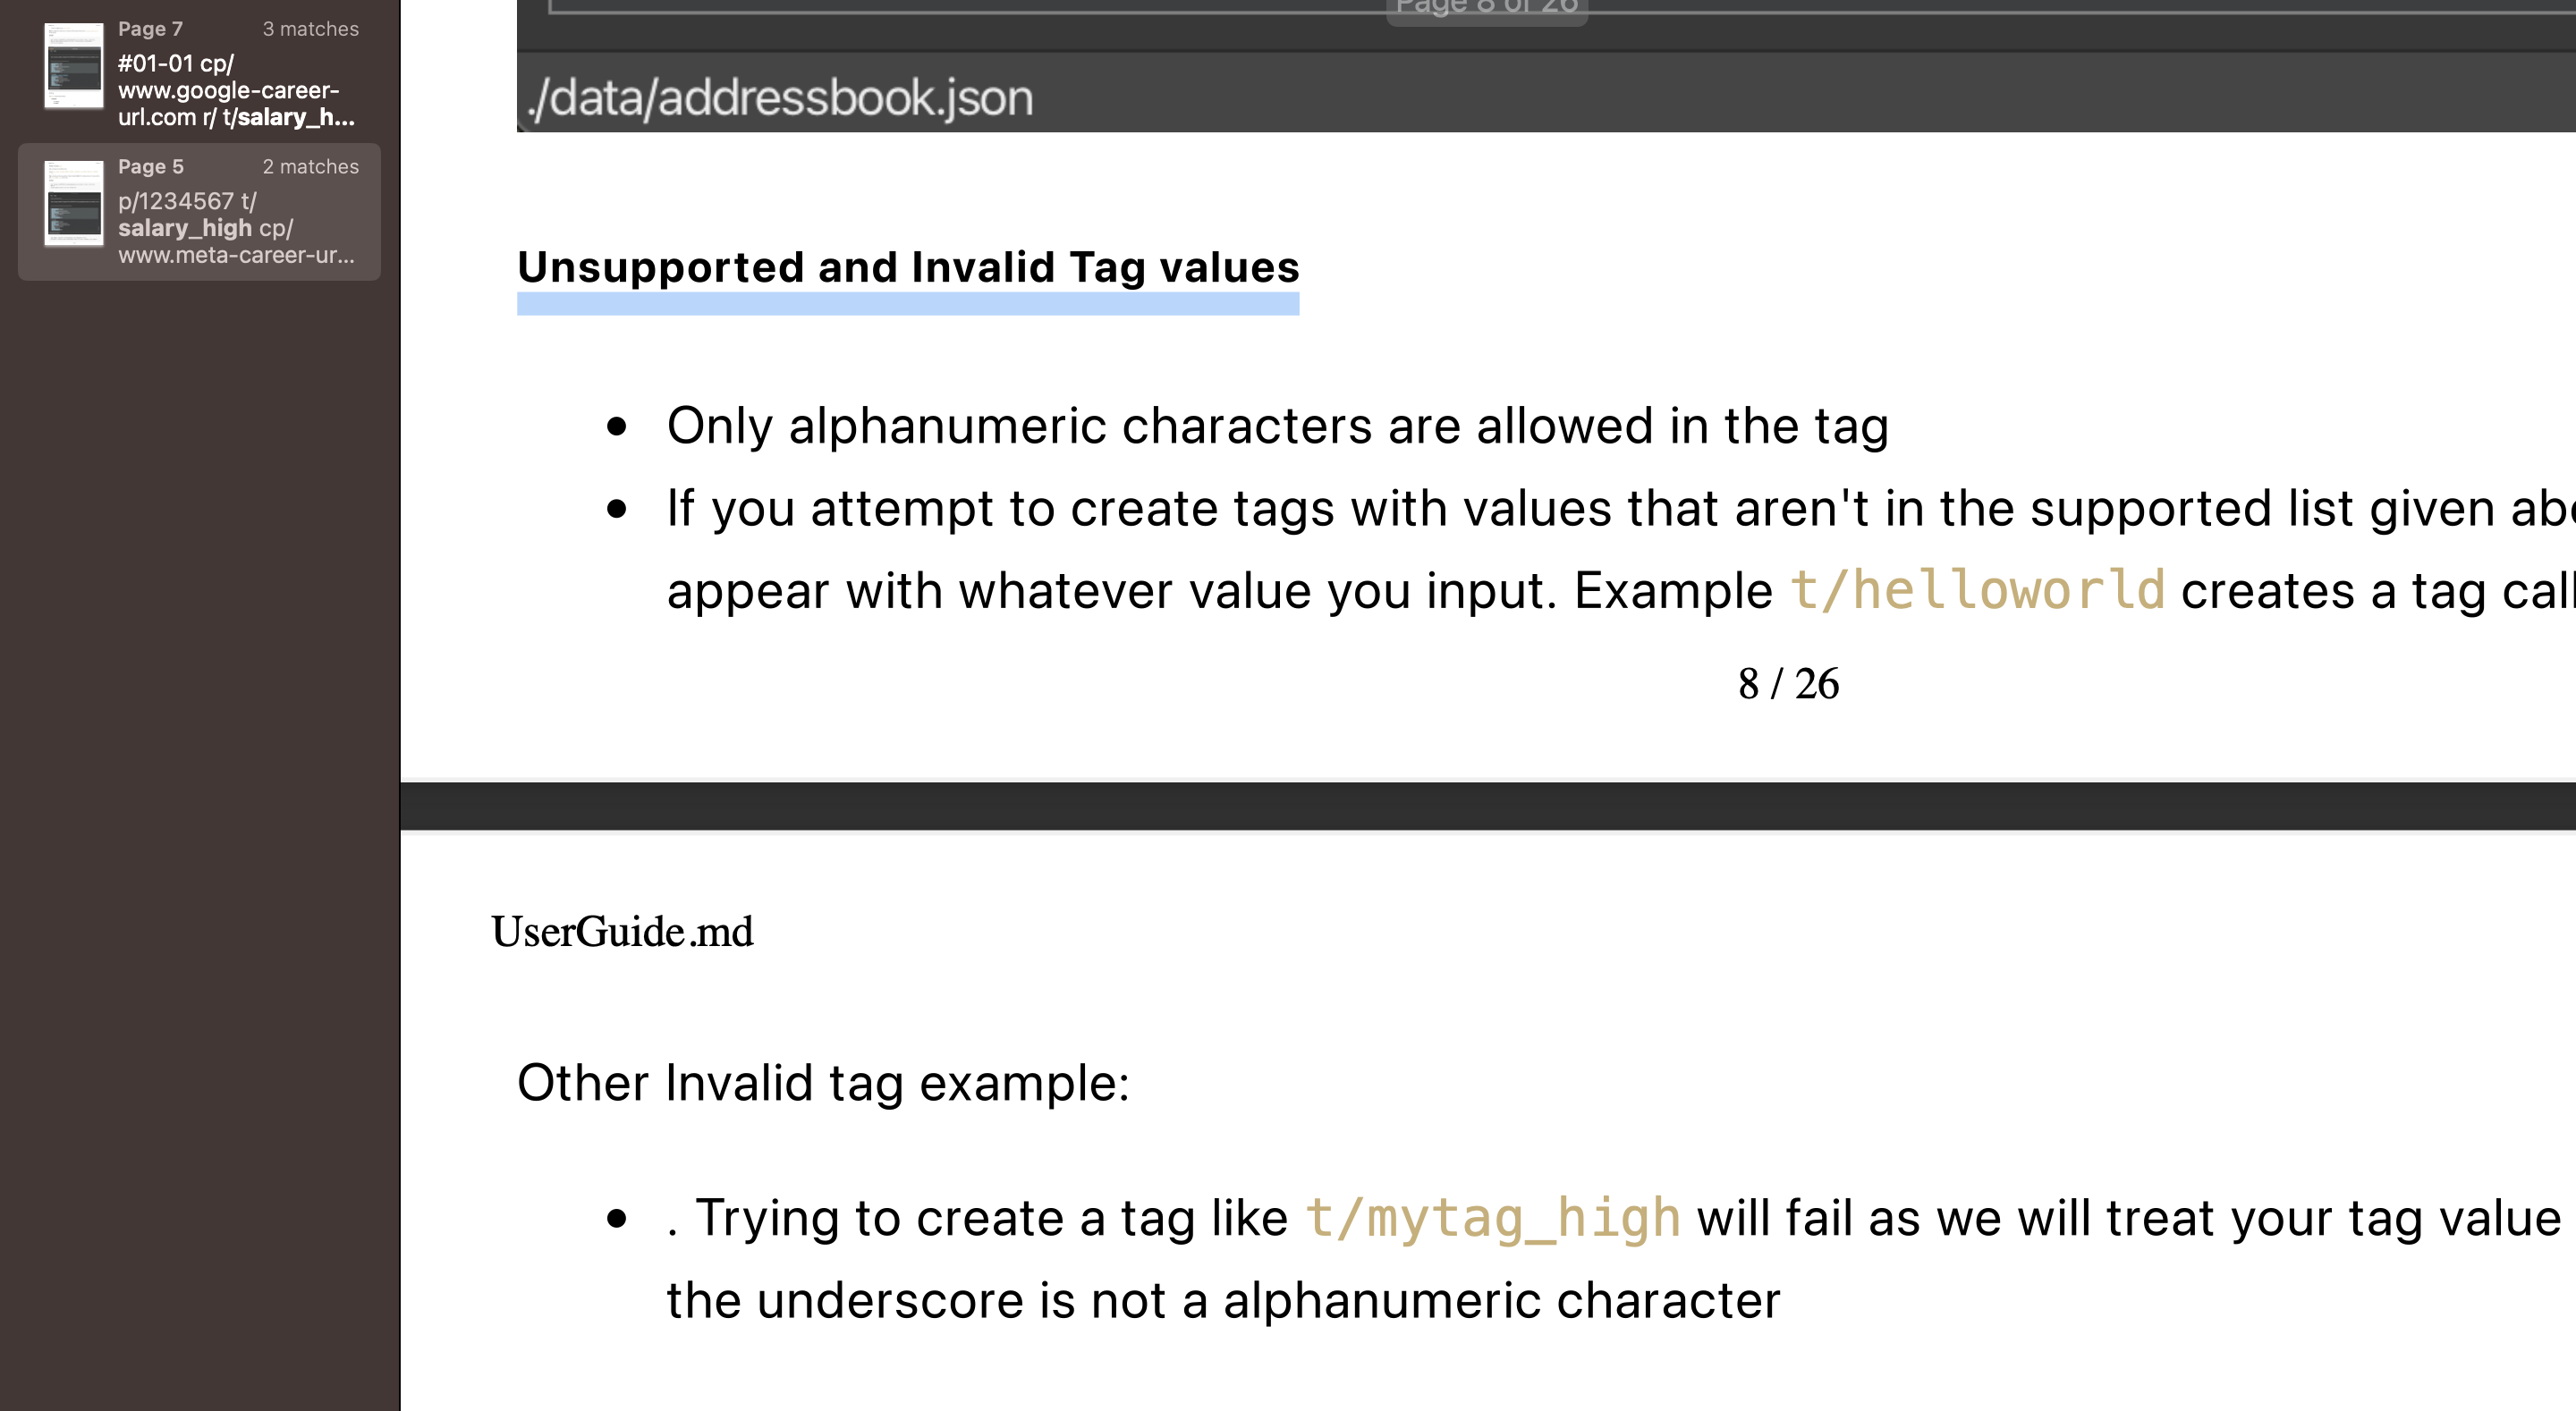 Page 7 3 matches
#01-01 cp/
www.google-career-
url.com r/ t/salary_h...
Page 5 2 matches
p/1234567 t/
salary_high cp/
www.meta-career-ur...
Page 8 of 26
./data/addressbook.json
Unsupported and Invalid Tag values
• Only alphanumeric characters are allowed in the tag
• If you attempt to create tags with values that aren't in the supported list given
appear with whatever value you input. Example t/helloworld creates a tag
8 / 26
UserGuide.md
Other Invalid tag example:
• . Trying to create a tag like t/mytag_high will fail as we will treat your tag value
the underscore is not a alphanumeric character